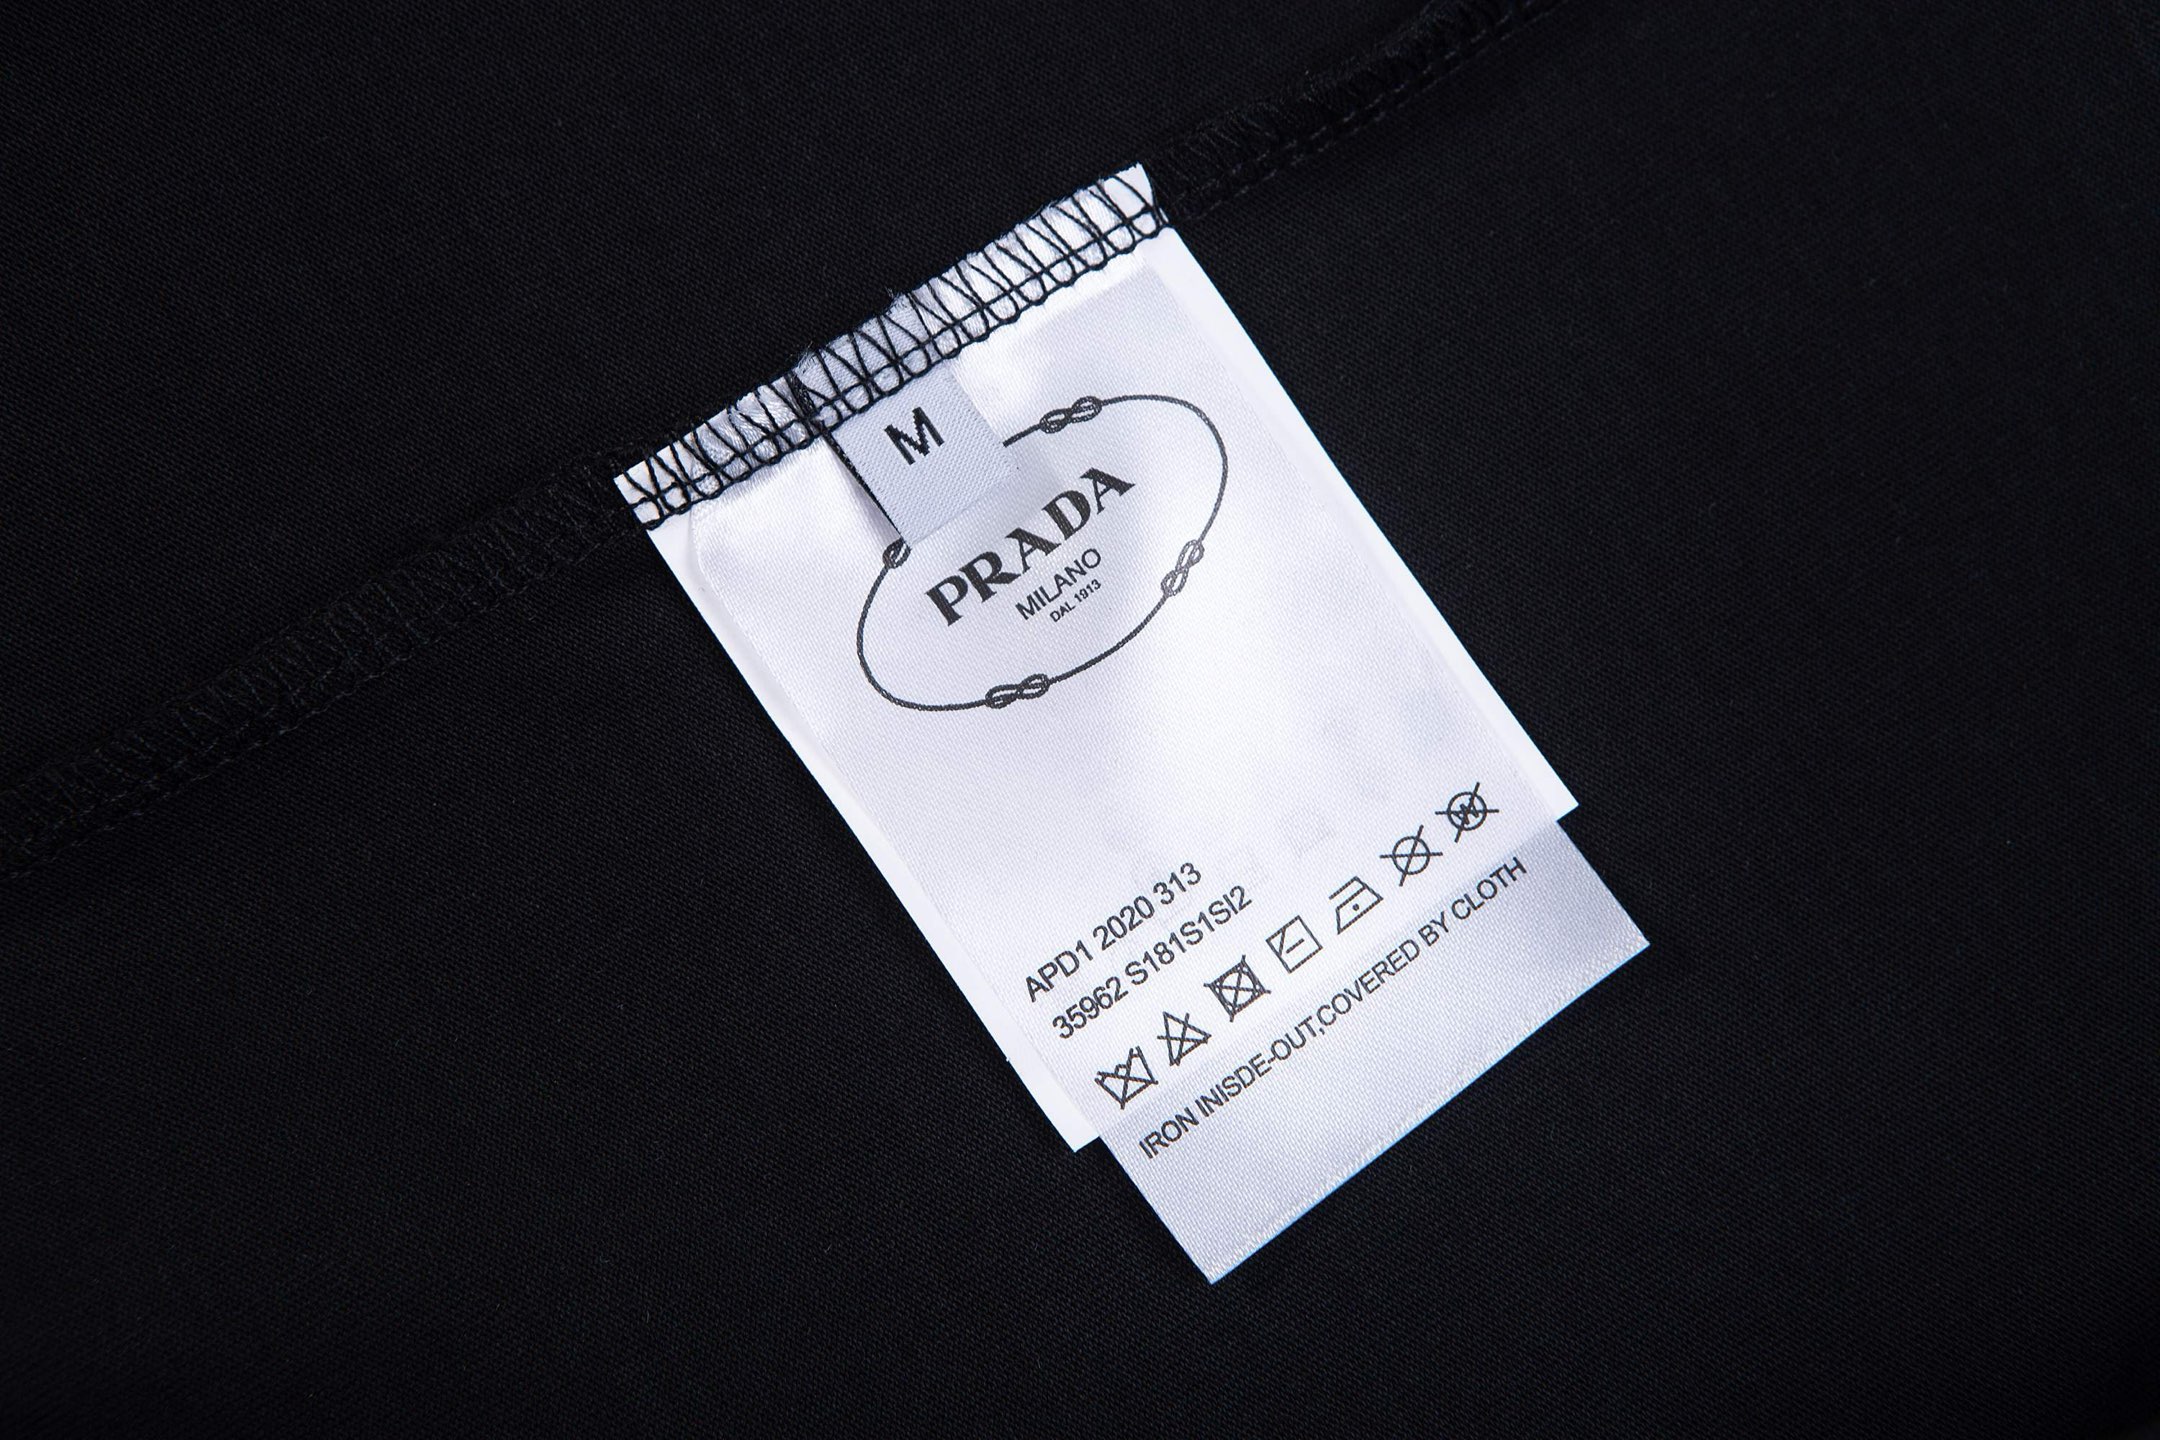 M
PRADA
MILANO
DAL 1913
APD1 2020 313
35962 S181S1SI2
IRON INISDE-OUT,COVERED BY CLOTH